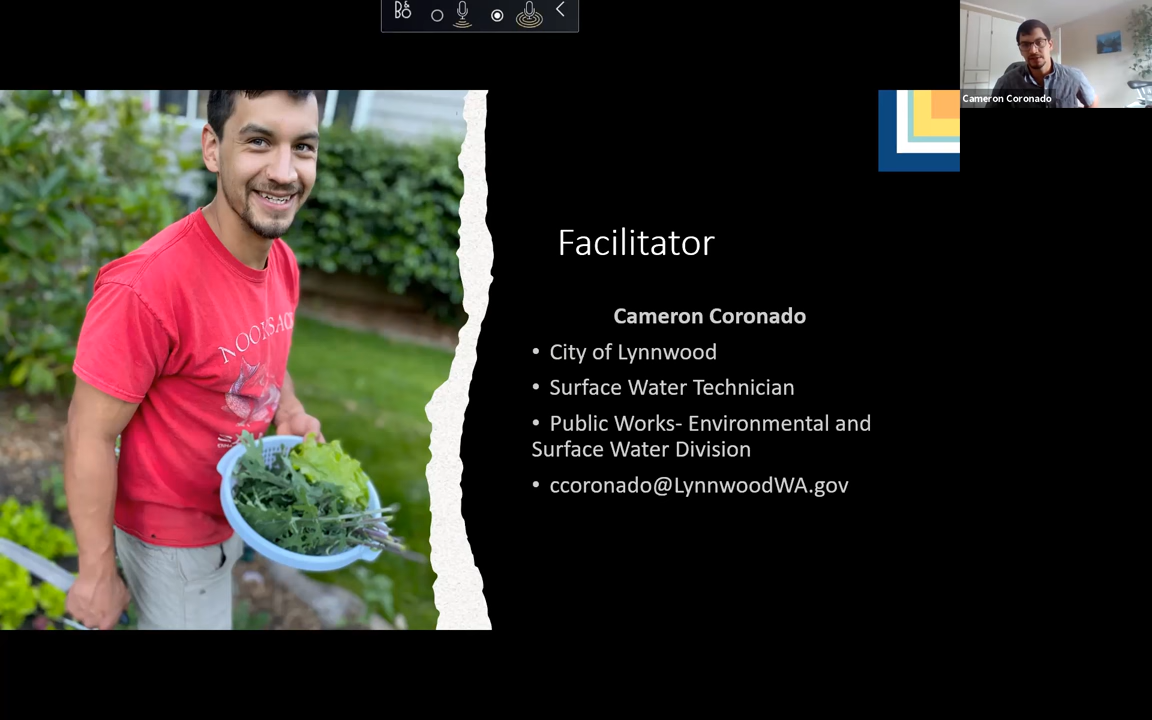 Cameron Coronado
Facilitator
Cameron Coronado
• City of Lynnwood
• Surface Water Technician
• Public Works- Environmental and
Surface Water Division
• ccoronado@LynnwoodWA.gov
NOOKSACK